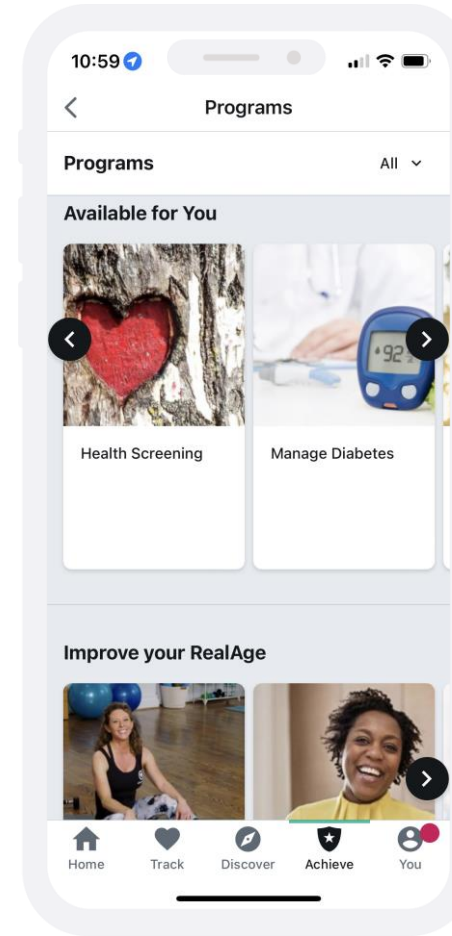 10:59
Programs
Programs
All
Available for You
92
Health Screening
Manage Diabetes
Improve your RealAge
Home
Track
Discover
Achieve
You